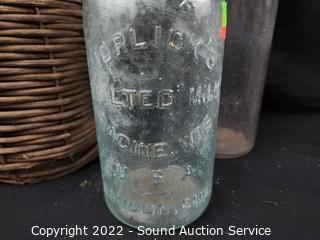 ORLICK'S
LTED MIL
ACINE, WIS.
U.S.A.
Copyright 2022 - Sound Auction Service